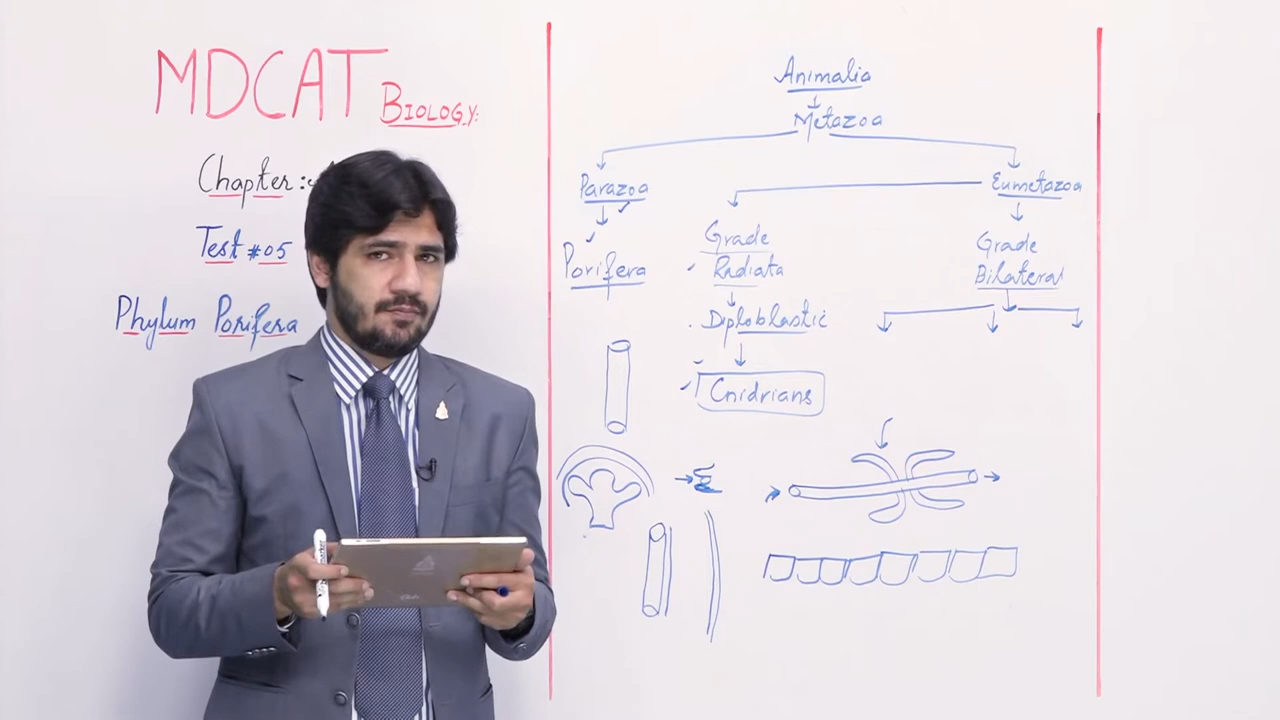 MDCAT
BIOLOGY:
Chapter:
Test #05
Phylum Porifera
Animalia
Metazoa
Parazoa
Eumetazoa
Porifera
Grade
Radiata
Diploblastic
Cnidrians
Grade
Bilateral